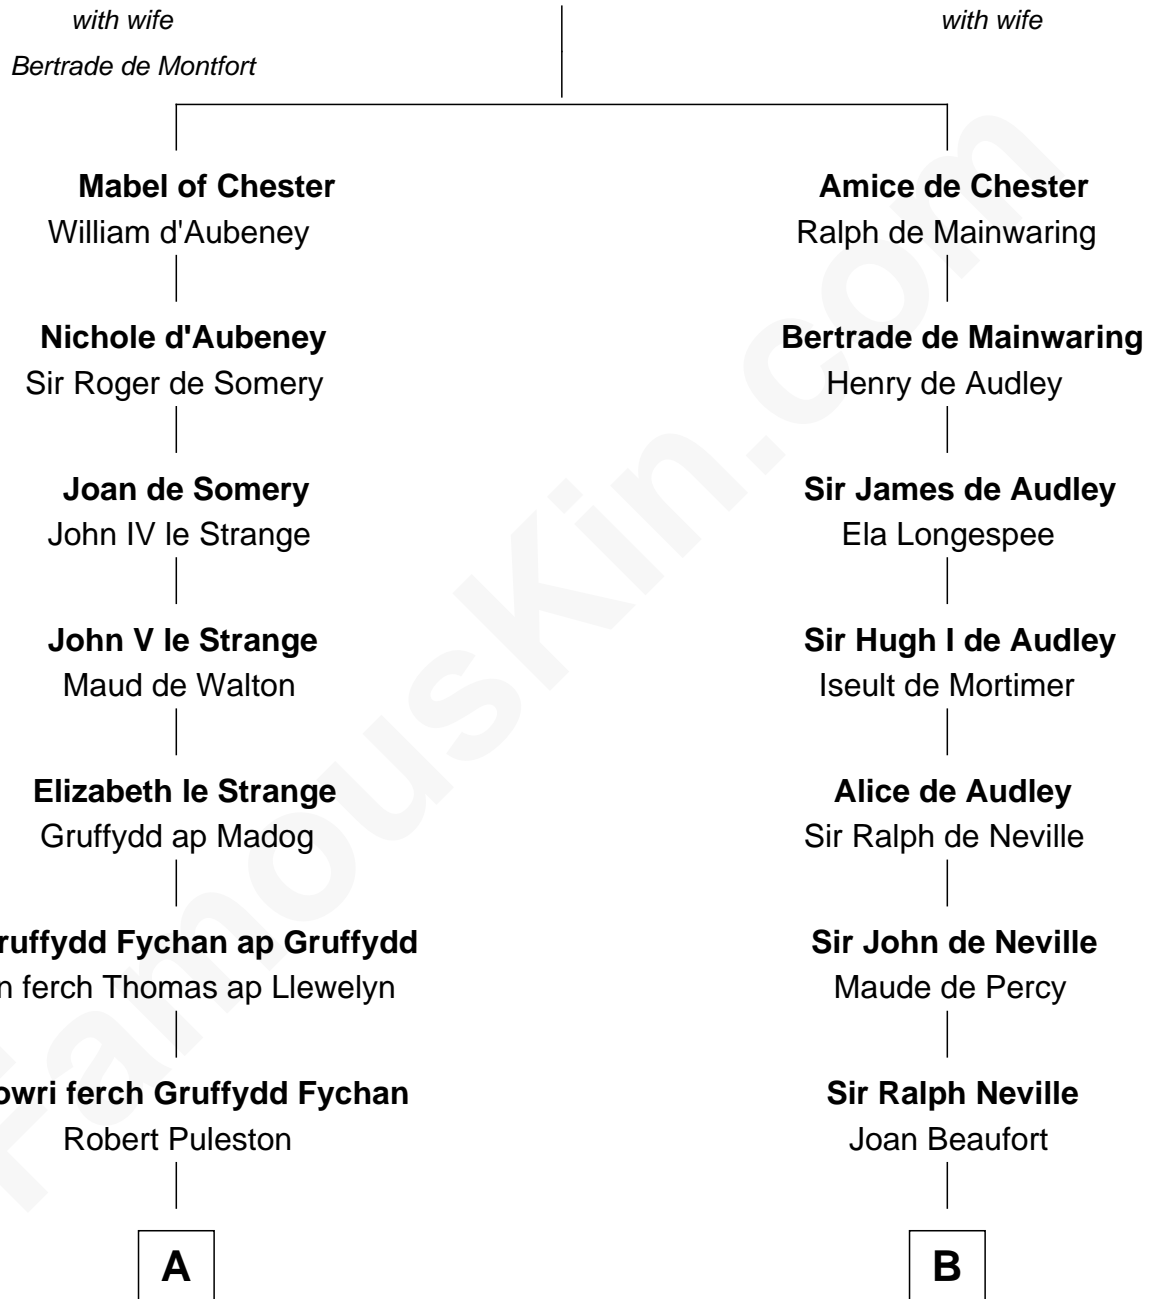 with wife
with wife
Bertrade de Montfort
Mabel of Chester
Amice de Chester
William d'Aubeney
Ralph de Mainwaring
Nichole d'Aubeney
Bertrade de Mainwaring
Sir Roger de Somery
Henry de Audley
Joan de Somery
Sir James de Audley
John IV le Strange
Ela Longespee
John V le Strange
Sir Hugh I de Audley
Maud de Walton
Iseult de Mortimer
Elizabeth le Strange
Alice de Audley
Gruffydd ap Madog
Sir Ralph de Neville
Fychan ap Gruffydd
Sir John de Neville
ferch Thomas ap Llewelyn
Maude de Percy
ferch Gruffydd Fychan
Sir Ralph Neville
Robert Puleston
Joan Beaufort
A
B
FamousKin.com